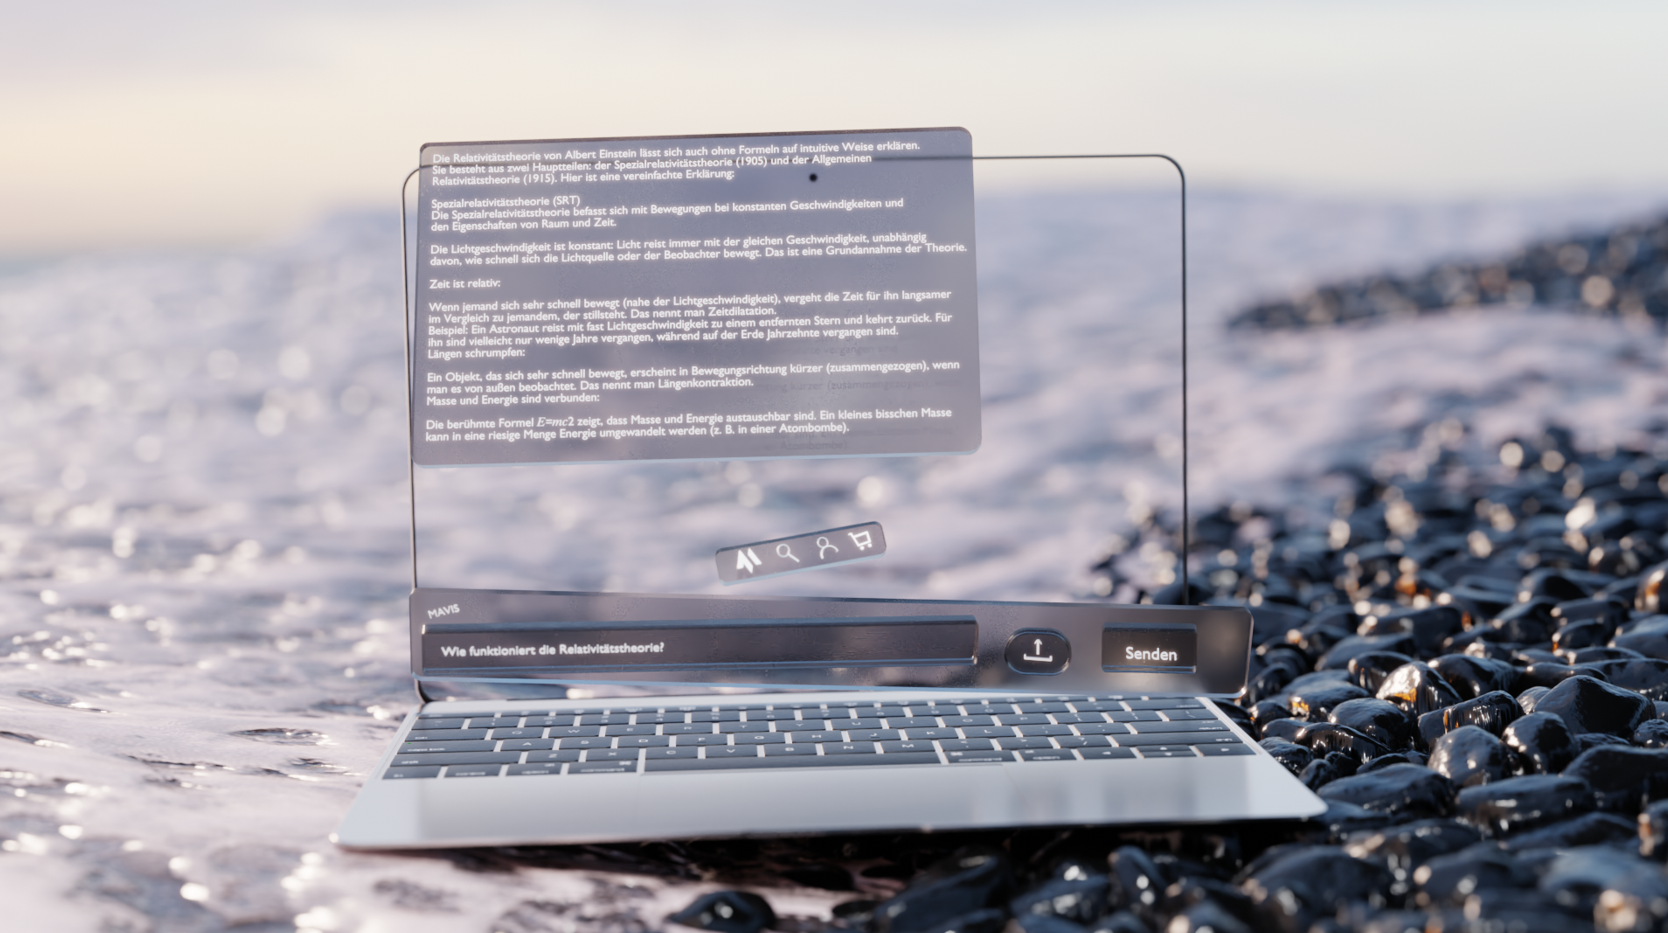 Die Relativitätstheorie von Albert Einstein lässt sich auch ohne Formeln auf intuitive Weise erklären.
Sie besteht aus zwei Hauptteilen: der Spezialrelativitätstheorie (1905) und der Allgemeinen
Relativitätstheorie (1915). Hier ist eine vereinfachte Erklärung:
Spezialrelativitätstheorie (SRT)
Die Spezialrelativitätstheorie befasst sich mit Bewegungen bei konstanten Geschwindigkeiten und
den Eigenschaften von Raum und Zeit.
Die Lichtgeschwindigkeit ist konstant: Licht reist immer mit der gleichen Geschwindigkeit, unabhängig
davon, wie schnell sich die Lichtquelle oder der Beobachter bewegt. Das ist eine Grundannahme der Theorie.
Zeit ist relativ:
Wenn jemand sich sehr schnell bewegt (nahe der Lichtgeschwindigkeit), vergeht die Zeit für ihn langsamer
im Vergleich zu jemandem, der stillsteht. Das nennt man Zeitdilatation.
Beispiel: Ein Astronaut reist mit fast Lichtgeschwindigkeit zu einem entfernten Stern und kehrt zurück. Für
ihn sind vielleicht nur wenige Jahre vergangen, während auf der Erde Jahrzehnte vergangen sind.
Längen schrumpfen:
Ein Objekt, das sich sehr schnell bewegt, erscheint in Bewegungsrichtung kürzer (zusammengezogen), wenn
man es von außen beobachtet. Das nennt man Längenkontraktion.
Masse und Energie sind verbunden:
Die berühmte Formel E=mc2 zeigt, dass Masse und Energie austauschbar sind. Ein kleines bisschen Masse
kann in eine riesige Menge Energie umgewandelt werden (z. B. in einer Atombombe).
MAVIS
Wie funktioniert die Relativitätstheorie?
Senden